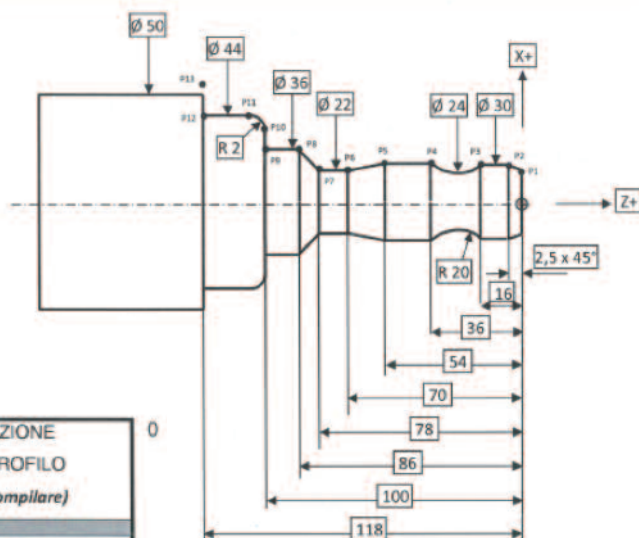 Ø 50
Ø 44
Ø 36
Ø 22
Ø 24
Ø 30
X+
P13
P12
P11
P10
R 2
P9
P8
P7
P6
P5
P4
P3
P2
P1
Z+
R 20
2,5 x 45°
16
36
54
70
78
86
100
118
ZIONE
0
ROFILO
ompilare)